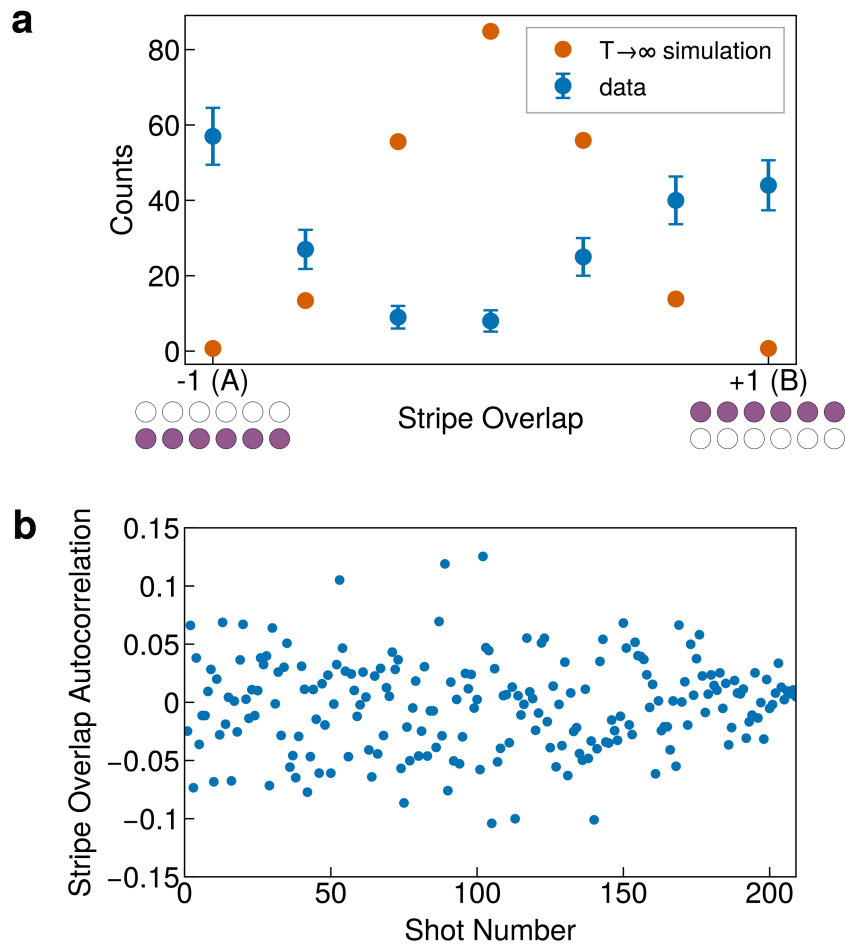 a
80
60
40
20
0
Counts
T→∞ simulation
data
-1 (A)
+1 (B)
Stripe Overlap
b
0.15
0.1
0.05
0
−0.05
−0.1
−0.15
Stripe Overlap Autocorrelation
0 50 100 150 200
Shot Number